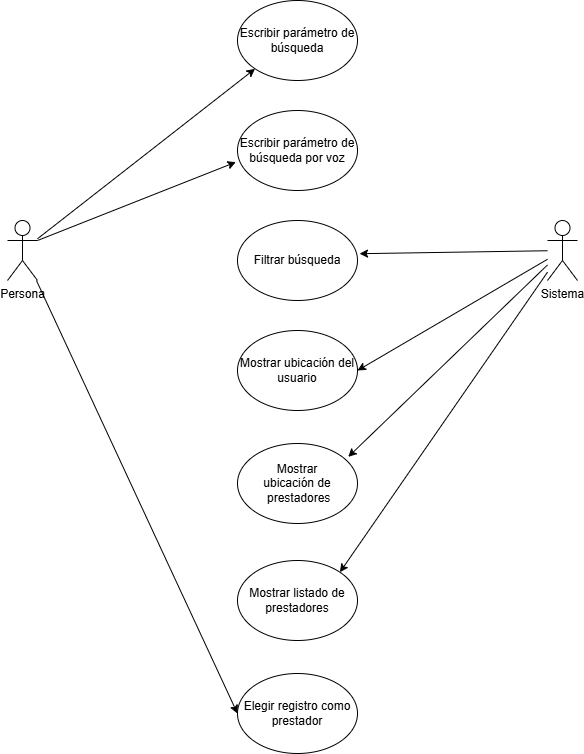 Escribir parámetro de
búsqueda
Escribir parámetro de
búsqueda por voz
Filtrar búsqueda
Persona
Sistema
Mostrar ubicación del
usuario
Mostrar
ubicación de
prestadores
Mostrar listado de
prestadores
Elegir registro como
prestador